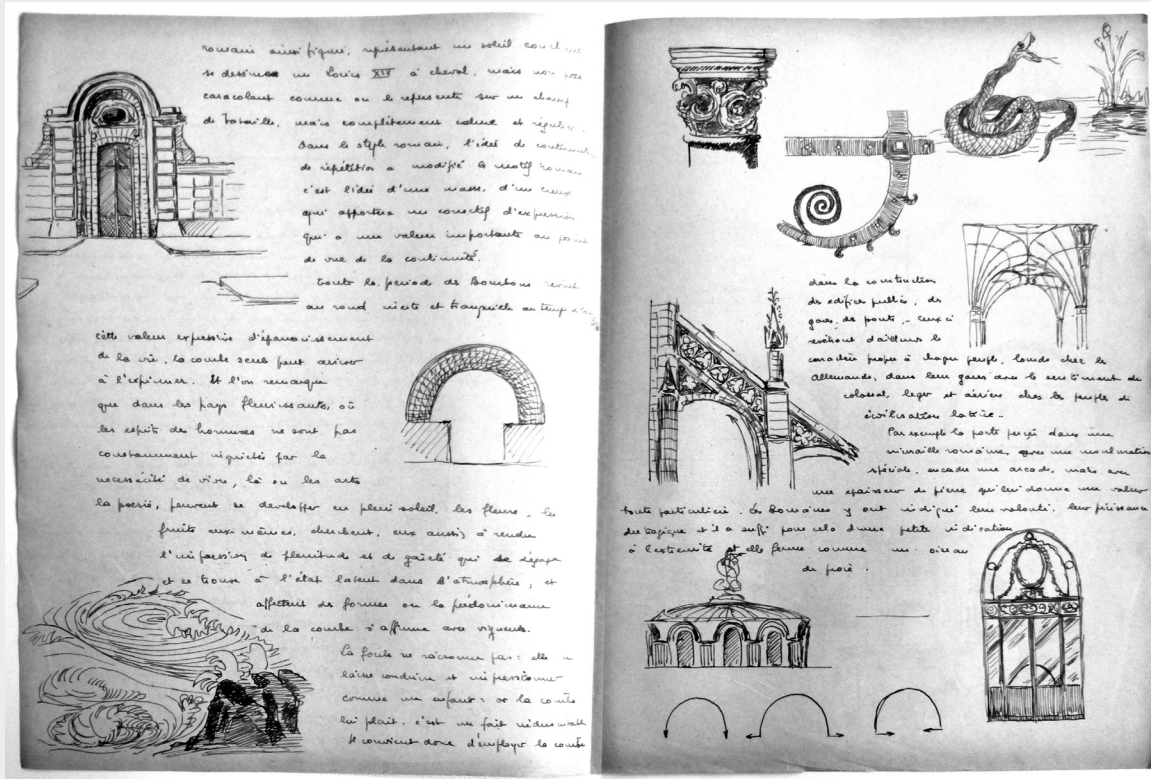 romain ainsi figuré, représentant un soleil couchant
se dessinera un Louis XIV à cheval, mais non pas
caracolant comme on le représente sur un champ
de bataille, mais complètement calme et régulier.
Dans le style roman, l'idée de continuité,
de répétition a modifié le motif romain
c'est l'idée d'une masse, d'un creux
qui apportera un correctif d'expression
qui a une valeur importante au point
de vue de la continuité.
toute la période des Bourbons revient
au rond net et tranquille au temps
cette valeur expressive d'épanouissement
de la vie, la courbe seule peut arriver
à l'exprimer. Et l'on remarque
que dans les pays fleurissants, où
les esprits des hommes ne sont pas
constamment inquiétés par la
nécessité de vivre, là où les arts
la poésie, peuvent se développer en plein soleil, les fleurs, les
fruits eux-mêmes, cherchent, eux aussi, à rendre
l'impression de plénitude et de gaieté qui se dégage
et se trouve à l'état latent dans l'atmosphère, et
affectent des formes où la prédominance
de la courbe s'affirme avec vigueur.
La foule ne raisonne pas : elle se
laisse conduire et impressionner
comme un enfant : or la courbe
lui plait. c'est un fait indiscutable
Il convient donc d'employer la courbe
dans la construction
des édifices publics, des
gares, de ponts, - Ceux ci
revêtant d'ailleurs le
caractère propre à chaque peuple, lourds chez les
Allemands, dans leurs gares avec le sentiment de
colossal, léger et aérien chez les peuples de
civilisation latine..
Par exemple la porte percée dans une
muraille romaine, avec une mouluration
spéciale, encadre une arcade, mais avec
une épaisseur de pierre qui lui donne une valeur
toute particulière. Les Romains y ont indiqué leur volonté, leur puissance
du tragique et il a suffi pour cela d'une petite indication
à l'extrémité et elle ferme comme un oiseau
de proie.